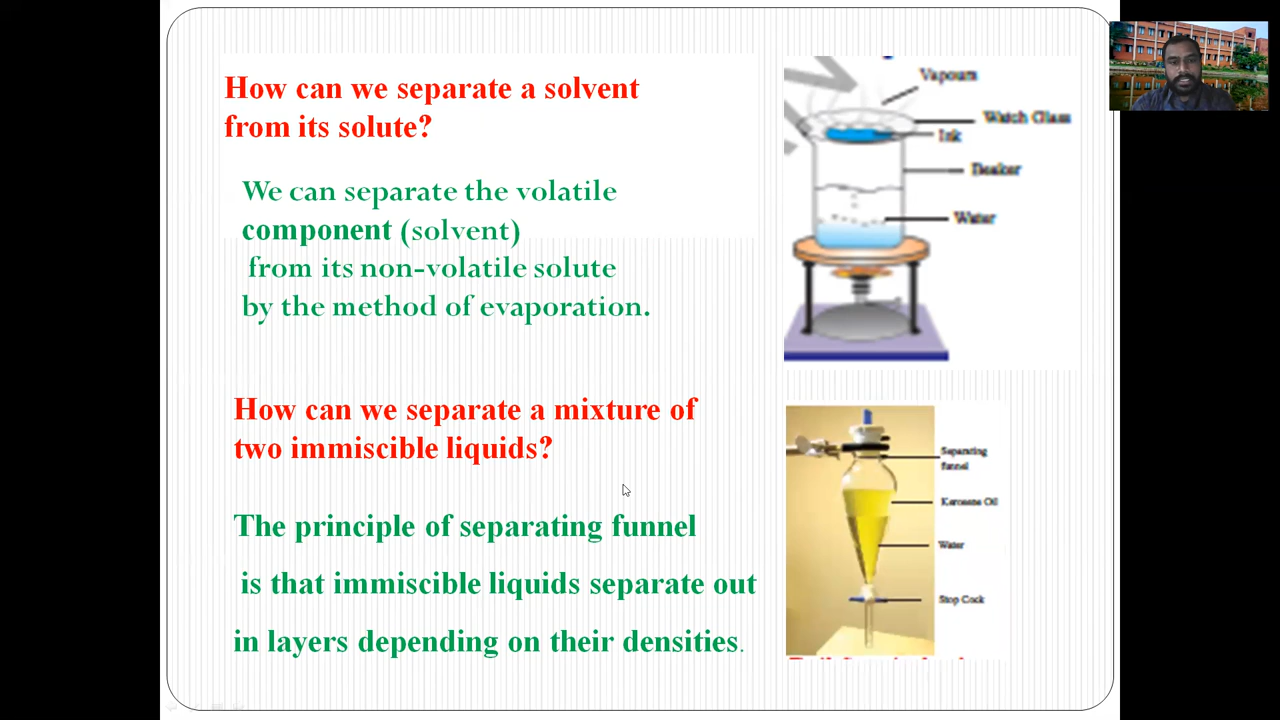 How can we separate a solvent
from its solute?
We can separate the volatile
component (solvent)
from its non-volatile solute
by the method of evaporation.
Vapours
Watch Glass
Ink
Beaker
Water
How can we separate a mixture of
two immiscible liquids?
The principle of separating funnel
is that immiscible liquids separate out
in layers depending on their densities.
Separating
funnel
Kerosene Oil
Water
Stop Cock